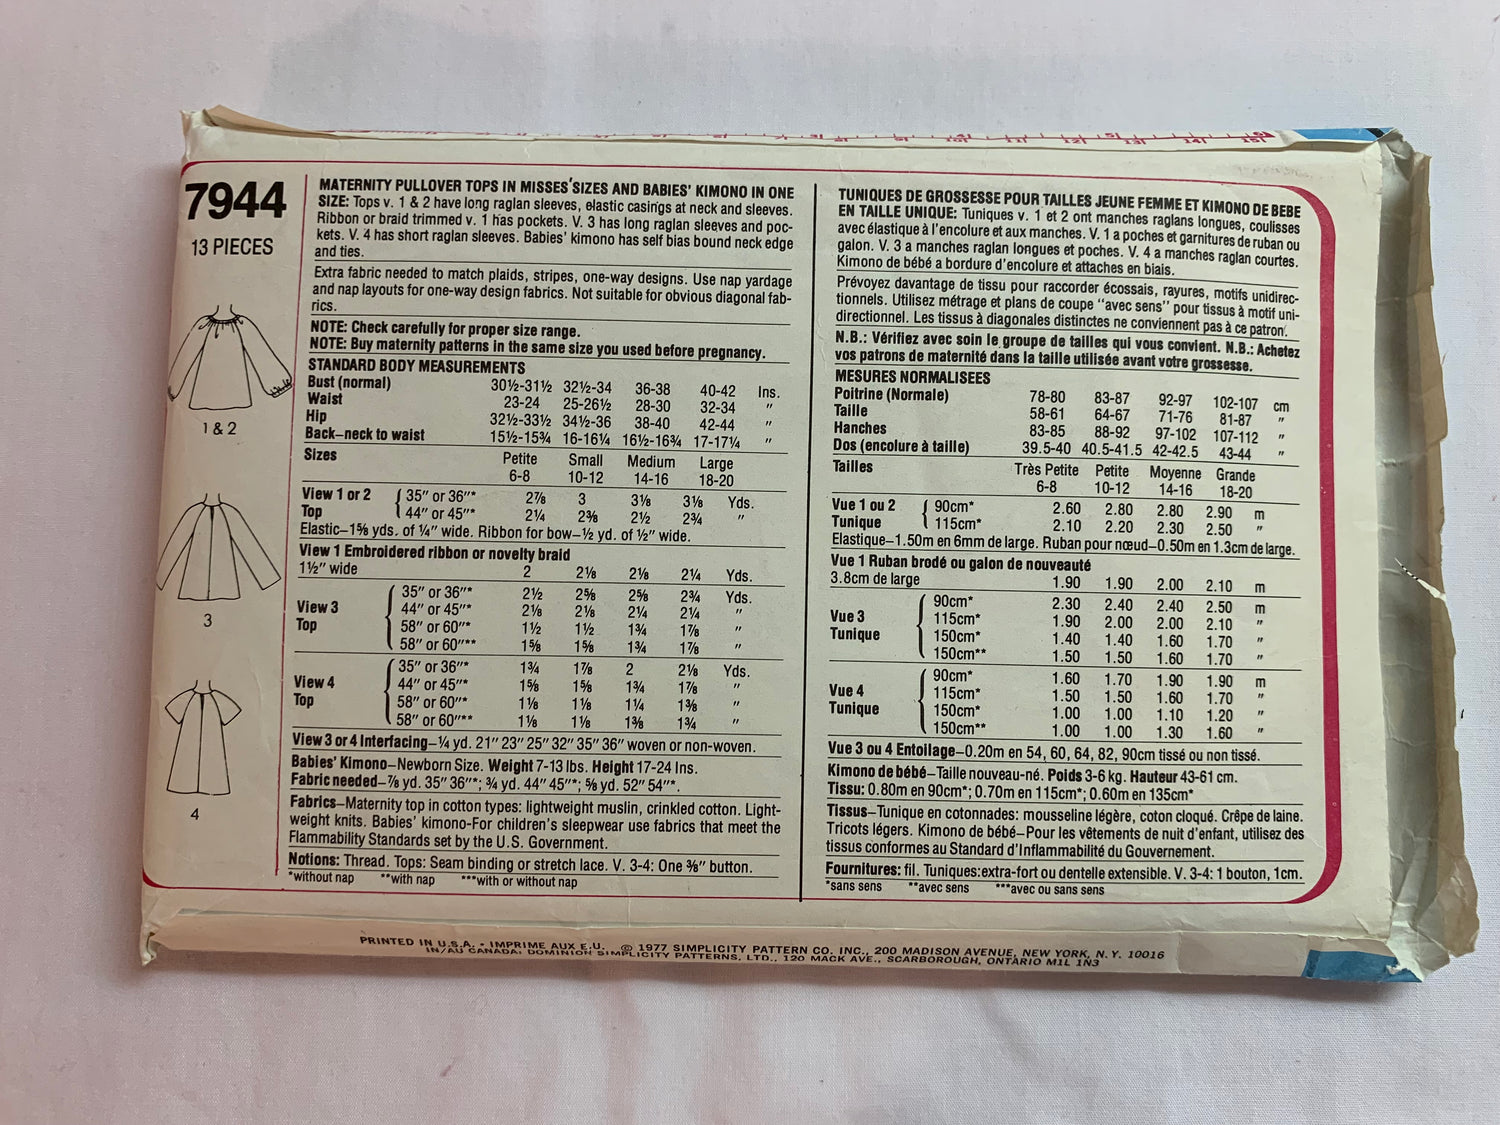 7944
13 PIECES
1 & 2
3
4
MATERNITY PULLOVER TOPS IN MISSES' SIZES AND BABIES' KIMONO IN ONE
SIZE: Tops v. 1 & 2 have long raglan sleeves, elastic casings at neck and sleeves.
Ribbon or braid trimmed v. 1 has pockets. V. 3 has long raglan sleeves and poc-
kets. V. 4 has short raglan sleeves. Babies' kimono has self bias bound neck edge
and ties.
Extra fabric needed to match plaids, stripes, one-way designs. Use nap yardage
and nap layouts for one-way design fabrics. Not suitable for obvious diagonal fab-
rics.
NOTE: Check carefully for proper size range.
NOTE: Buy maternity patterns in the same size you used before pregnancy.
STANDARD BODY MEASUREMENTS
Bust (normal) 30½-31½ 32½-34 36-38 40-42 Ins.
Waist 23-24 25-26½ 28-30 32-34 "
Hip 32½-33½ 34½-36 38-40 42-44 "
Back-neck to waist 15½-15¾ 16-16¼ 16½-16¾ 17-17¼ "
Sizes Petite Small Medium Large
6-8 10-12 14-16 18-20
View 1 or 2 35" or 36"* 2⅞ 3 3⅛ 3⅛ Yds.
Top 44" or 45"* 2¼ 2⅜ 2½ 2¾ "
Elastic–1⅝ yds. of ¼" wide. Ribbon for bow–½ yd. of ½" wide.
View 1 Embroidered ribbon or novelty braid
1½" wide 2 2⅛ 2⅛ 2¼ Yds.
View 3 Top
35" or 36"* 2½ 2⅝ 2⅝ 2¾ Yds.
44" or 45"* 2⅛ 2⅛ 2¼ 2¼ "
58" or 60"* 1½ 1½ 1¾ 1⅞ "
58" or 60"** 1⅝ 1⅝ 1¾ 1⅞ "
View 4 Top
35" or 36"* 1¾ 1⅞ 2 2⅛ Yds.
44" or 45"* 1⅝ 1⅝ 1¾ 1⅞ "
58" or 60"* 1⅛ 1⅛ 1¼ 1⅜ "
58" or 60"** 1⅛ 1⅛ 1⅜ 1¾ "
View 3 or 4 Interfacing–¼ yd. 21" 23" 25" 32" 35" 36" woven or non-woven.
Babies' Kimono–Newborn Size. Weight 7-13 lbs. Height 17-24 Ins.
Fabric needed–⅞ yd. 35" 36"*; ¾ yd. 44" 45"*; ⅝ yd. 52" 54"*.
Fabrics–Maternity top in cotton types: lightweight muslin, crinkled cotton. Light-
weight knits. Babies' kimono-For children's sleepwear use fabrics that meet the
Flammability Standards set by the U.S. Government.
Notions: Thread. Tops: Seam binding or stretch lace. V. 3-4: One ⅜" button.
*without nap **with nap ***with or without nap
TUNIQUES DE GROSSESSE POUR TAILLES JEUNE FEMME ET KIMONO DE BEBE
EN TAILLE UNIQUE: Tuniques v. 1 et 2 ont manches raglans longues, coulisses
avec élastique à l'encolure et aux manches. V. 1 a poches et garnitures de ruban ou
galon. V. 3 a manches raglan longues et poches. V. 4 a manches raglan courtes.
Kimono de bébé a bordure d'encolure et attaches en biais.
Prévoyez davantage de tissu pour raccorder écossais, rayures, motifs unidirec-
tionnels. Utilisez métrage et plans de coupe "avec sens" pour tissus à motif uni-
directionnel. Les tissus à diagonales distinctes ne conviennent pas à ce patron.
N.B.: Vérifiez avec soin le groupe de tailles qui vous convient. N.B.: Achetez
vos patrons de maternité dans la taille utilisée avant votre grossesse.
MESURES NORMALISEES
Poitrine (Normale) 78-80 83-87 92-97 102-107 cm
Taille 58-61 64-67 71-76 81-87 "
Hanches 83-85 88-92 97-102 107-112 "
Dos (encolure à taille) 39.5-40 40.5-41.5 42-42.5 43-44 "
Tailles Très Petite Petite Moyenne Grande
6-8 10-12 14-16 18-20
Vue 1 ou 2 90cm* 2.60 2.80 2.80 2.90 m
Tunique 115cm* 2.10 2.20 2.30 2.50 "
Elastique–1.50m en 6mm de large. Ruban pour nœud–0.50m en 1.3cm de large.
Vue 1 Ruban brodé ou galon de nouveauté
3.8cm de large 1.90 1.90 2.00 2.10 m
Vue 3 Tunique
90cm* 2.30 2.40 2.40 2.50 m
115cm* 1.90 2.00 2.00 2.10 "
150cm* 1.40 1.40 1.60 1.70 "
150cm** 1.50 1.50 1.60 1.70 "
Vue 4 Tunique
90cm* 1.60 1.70 1.90 1.90 m
115cm* 1.50 1.50 1.60 1.70 "
150cm* 1.00 1.00 1.10 1.20 "
150cm** 1.00 1.00 1.30 1.60 "
Vue 3 ou 4 Entoilage–0.20m en 54, 60, 64, 82, 90cm tissé ou non tissé.
Kimono de bébé–Taille nouveau-né. Poids 3-6 kg. Hauteur 43-61 cm.
Tissu: 0.80m en 90cm*; 0.70m en 115cm*; 0.60m en 135cm*
Tissus–Tunique en cotonnades: mousseline légère, coton cloqué. Crêpe de laine.
Tricots légers. Kimono de bébé–Pour les vêtements de nuit d'enfant, utilisez des
tissus conformes au Standard d'Inflammabilité du Gouvernement.
Fournitures: fil. Tuniques: extra-fort ou dentelle extensible. V. 3-4: 1 bouton, 1cm.
*sans sens **avec sens ***avec ou sans sens
PRINTED IN U.S.A. - IMPRIME AUX E.U. © 1977 SIMPLICITY PATTERN CO. INC., 200 MADISON AVENUE, NEW YORK, N.Y. 10016
IN/AU CANADA: DOMINION SIMPLICITY PATTERNS, LTD., 120 MACK AVE., SCARBOROUGH, ONTARIO M1L 1N3